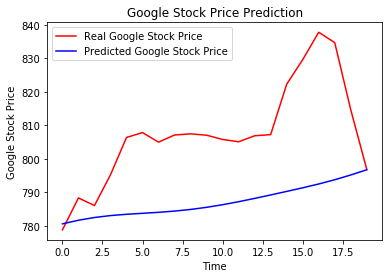 Google Stock Price Prediction
Real Google Stock Price
Predicted Google Stock Price
Google Stock Price
840
830
820
810
800
790
780
0.0 2.5 5.0 7.5 10.0 12.5 15.0 17.5
Time